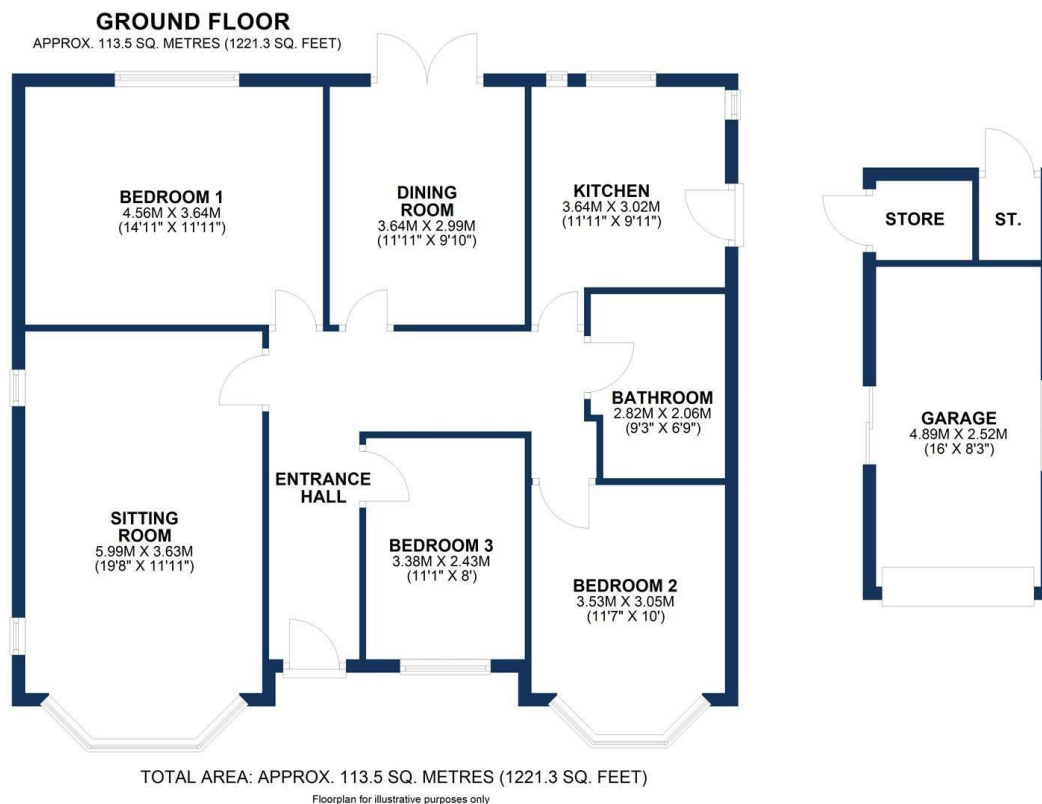 GROUND FLOOR
APPROX. 113.5 SQ. METRES (1221.3 SQ. FEET)
BEDROOM 1
4.56M X 3.64M
(14'11" X 11'11")
DINING
ROOM
3.64M X 2.99M
(11'11" X 9'10")
KITCHEN
3.64M X 3.02M
(11'11" X 9'11")
STORE
ST.
BATHROOM
2.82M X 2.06M
(9'3" X 6'9")
GARAGE
4.89M X 2.52M
(16' X 8'3")
ENTRANCE
HALL
SITTING
ROOM
5.99M X 3.63M
(19'8" X 11'11")
BEDROOM 3
3.38M X 2.43M
(11'1" X 8')
BEDROOM 2
3.53M X 3.05M
(11'7" X 10')
TOTAL AREA: APPROX. 113.5 SQ. METRES (1221.3 SQ. FEET)
Floorplan for illustrative purposes only